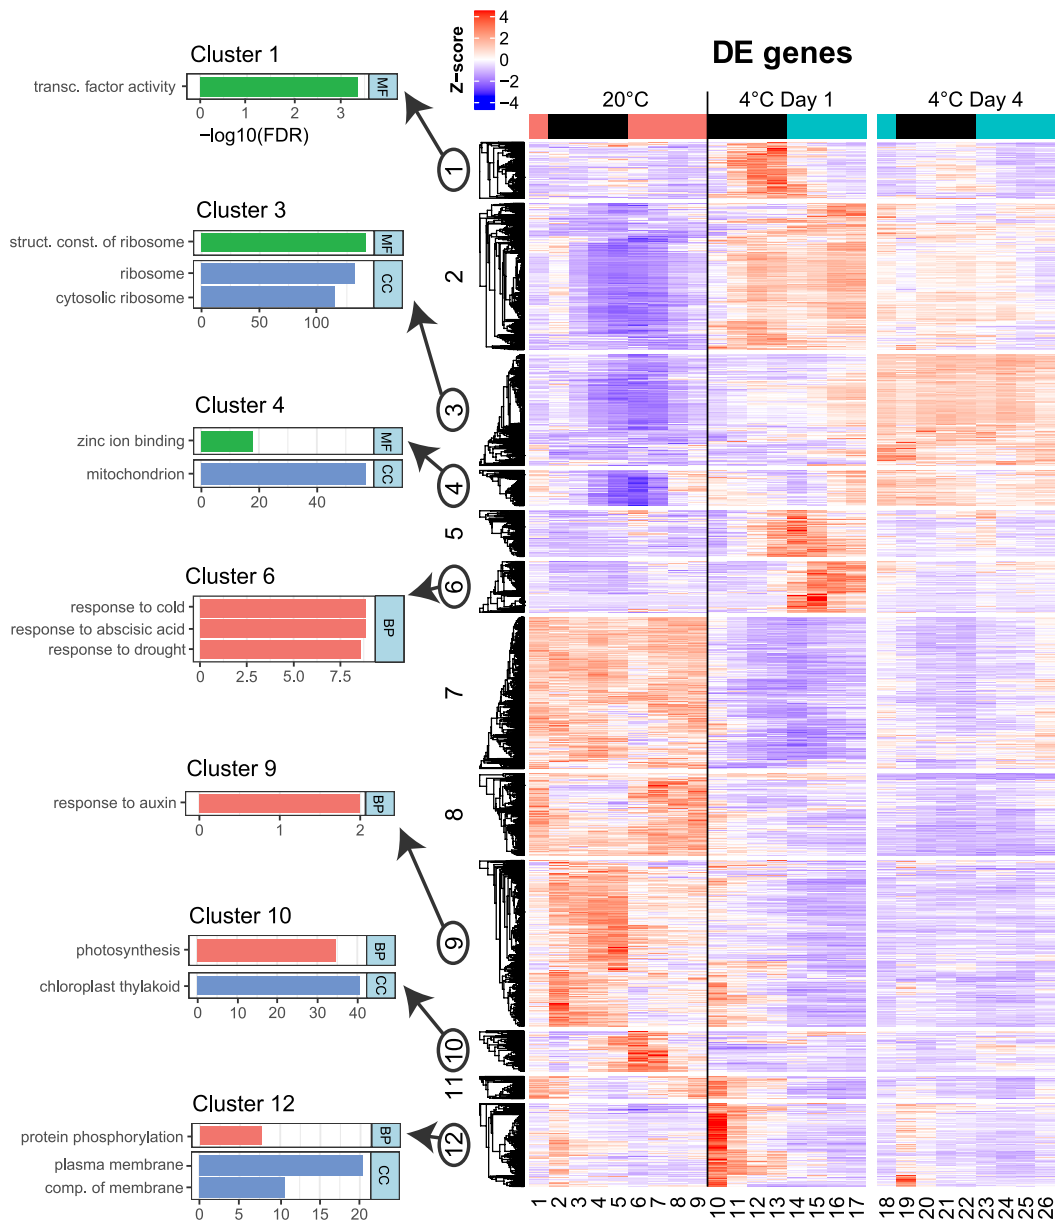 DE genes
Z−score
4
2
0
−2
−4
20°C
4°C Day 1
4°C Day 4
Cluster 1
transc. factor activity
MF
0 1 2 3
−log10(FDR)
Cluster 3
struct. const. of ribosome
MF
ribosome
cytosolic ribosome
CC
0 50 100
Cluster 4
zinc ion binding
MF
mitochondrion
CC
0 20 40
Cluster 6
response to cold
response to abscisic acid
response to drought
BP
0 2.5 5.0 7.5
Cluster 9
response to auxin
BP
0 1 2
Cluster 10
photosynthesis
BP
chloroplast thylakoid
CC
0 10 20 30 40
Cluster 12
protein phosphorylation
BP
plasma membrane
comp. of membrane
CC
0 5 10 15 20
1
2
3
4
5
6
7
8
9
10
11
12
1 2 3 4 5 6 7 8 9 10 11 12 13 14 15 16 17 18 19 20 21 22 23 24 25 26